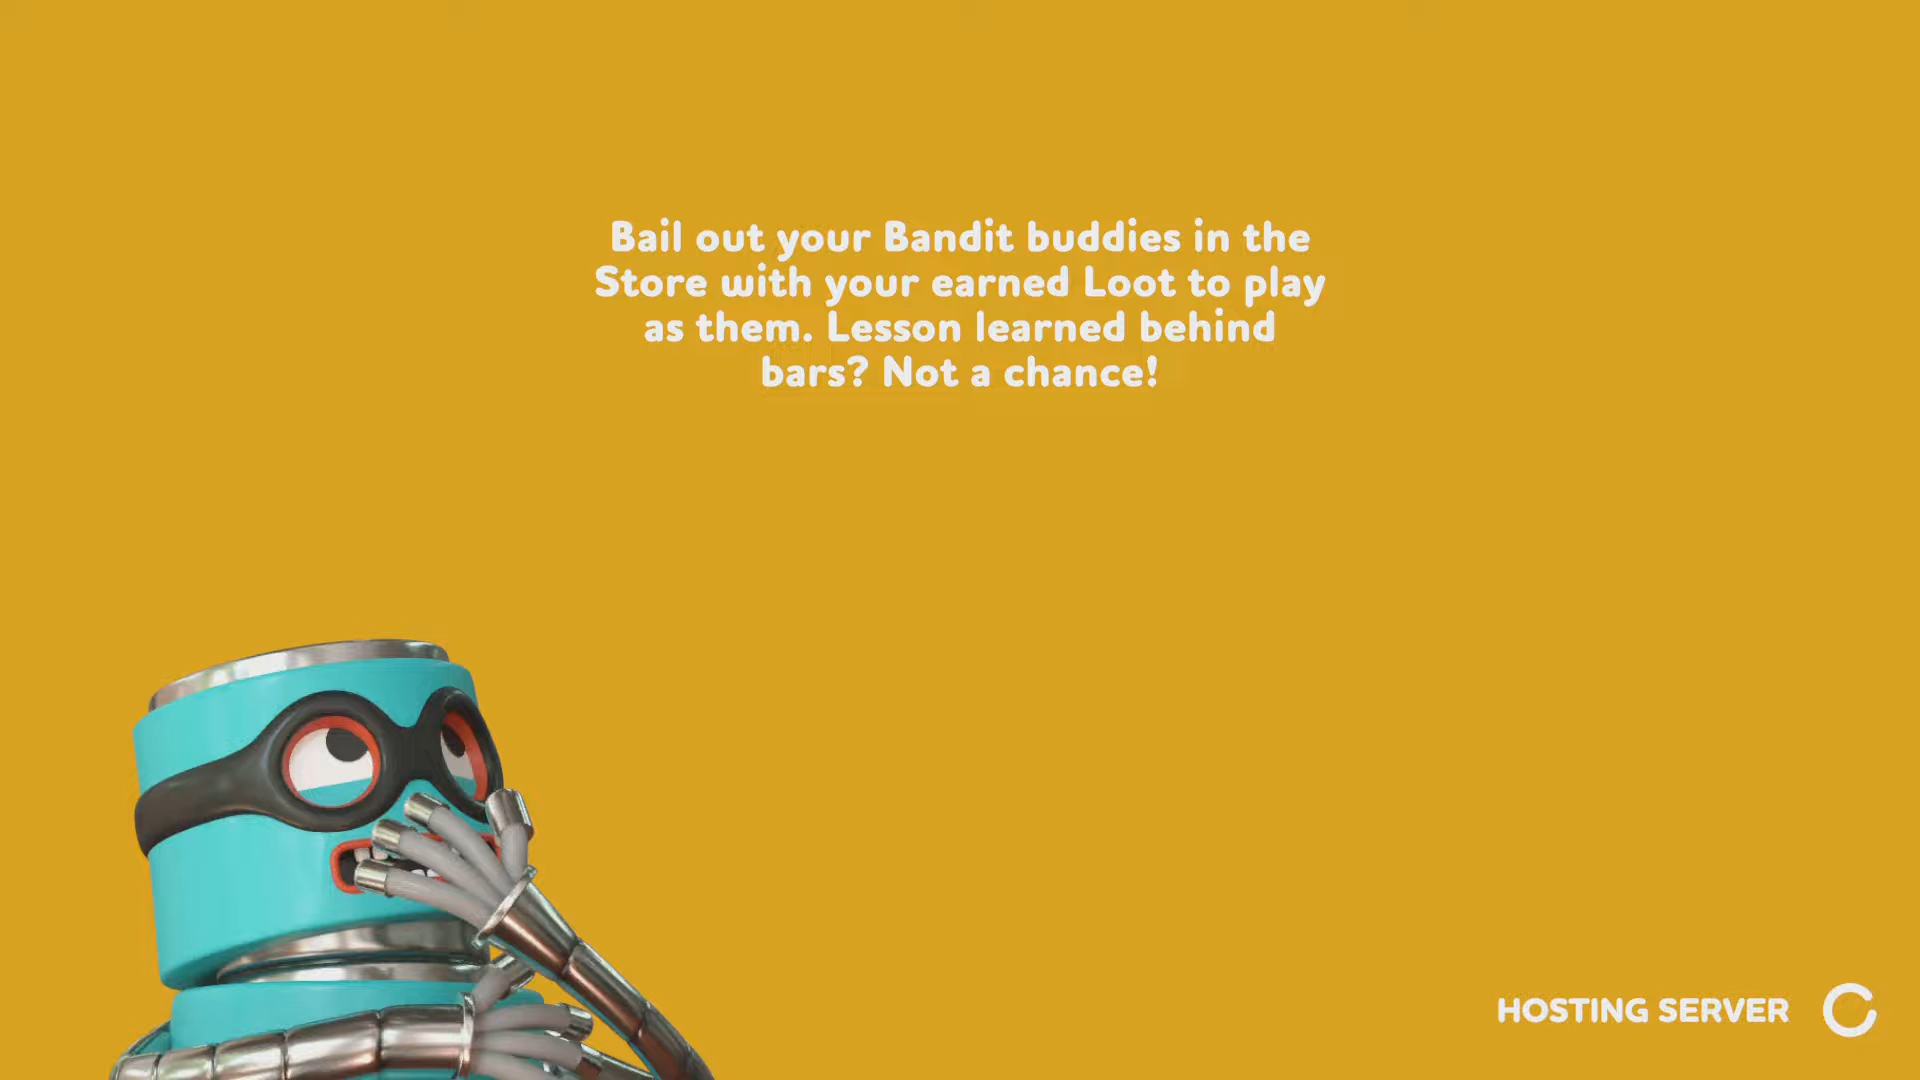 Bail out your Bandit buddies in the
Store with your earned Loot to play
as them. Lesson learned behind
bars? Not a chance!
HOSTING SERVER